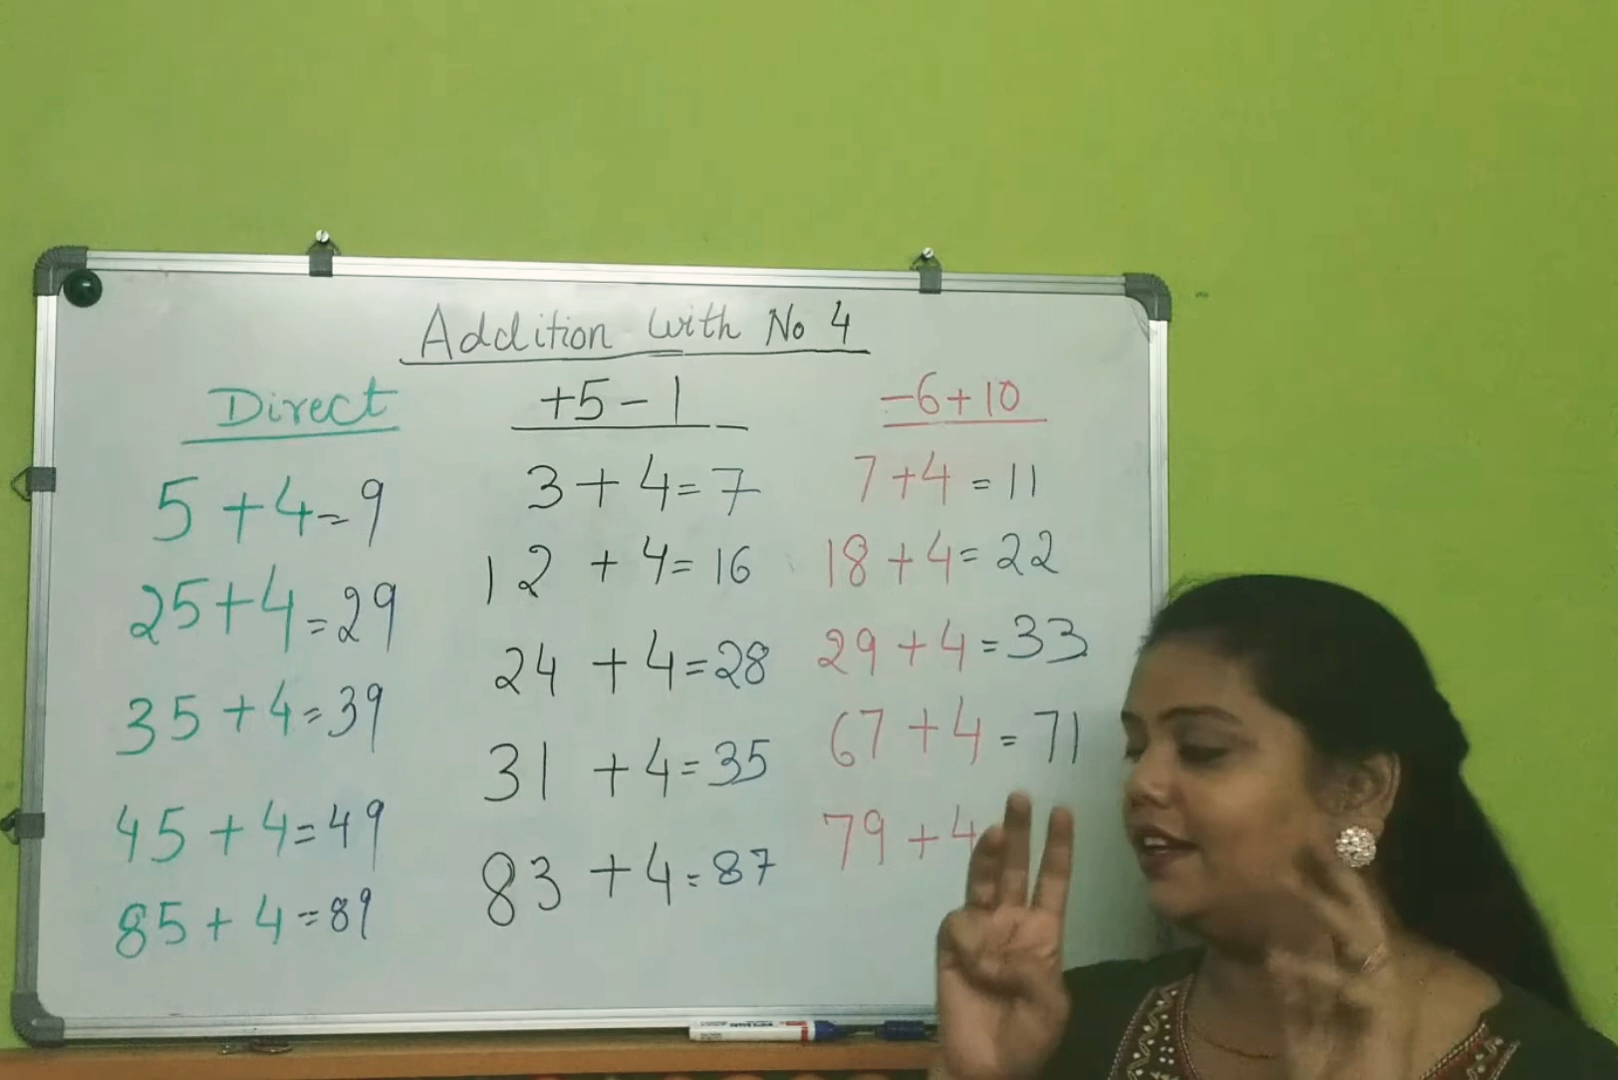 Addition with No 4
Direct
5 + 4 = 9
25 + 4 = 29
35 + 4 = 39
45 + 4 = 49
85 + 4 = 89
+5 - 1
3 + 4 = 7
12 + 4 = 16
24 + 4 = 28
31 + 4 = 35
83 + 4 = 87
-6 + 10
7 + 4 = 11
18 + 4 = 22
29 + 4 = 33
67 + 4 = 71
79 + 4